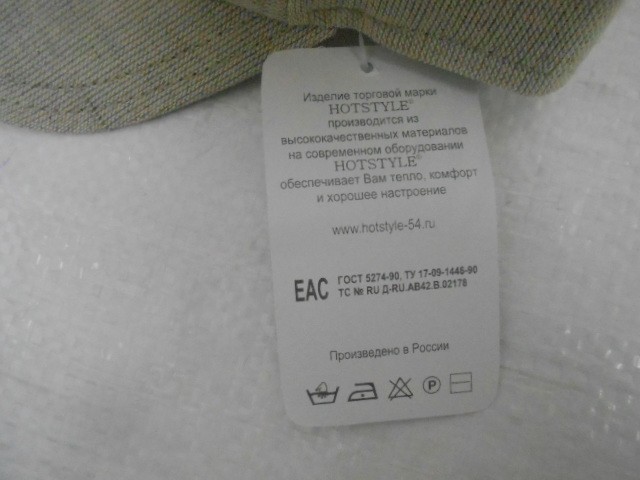 Изделие торговой марки
HOTSTYLE®
производится из
высококачественных материалов
на современном оборудовании
HOTSTYLE®
обеспечивает Вам тепло, комфорт
и хорошее настроение
www.hotstyle-54.ru
EAC ГОСТ 5274-90, ТУ 17-09-1446-90
ТС № RU Д-RU.АВ42.В.02178
Произведено в России
P